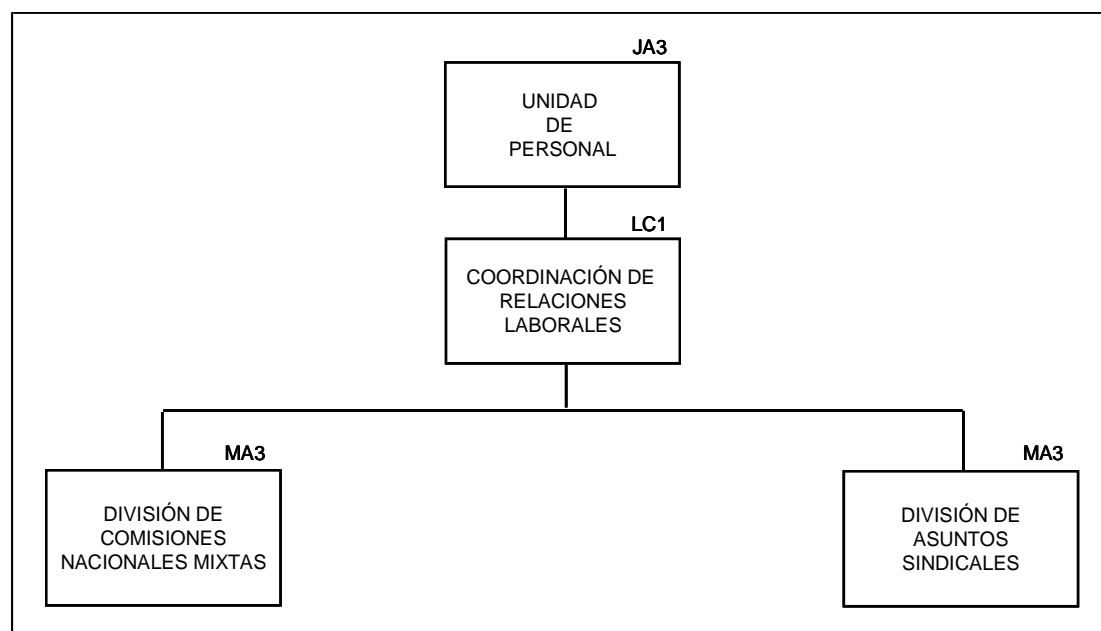 JA3
UNIDAD
DE
PERSONAL
LC1
COORDINACIÓN DE
RELACIONES
LABORALES
MA3
DIVISIÓN DE
COMISIONES
NACIONALES MIXTAS
MA3
DIVISIÓN DE
ASUNTOS
SINDICALES